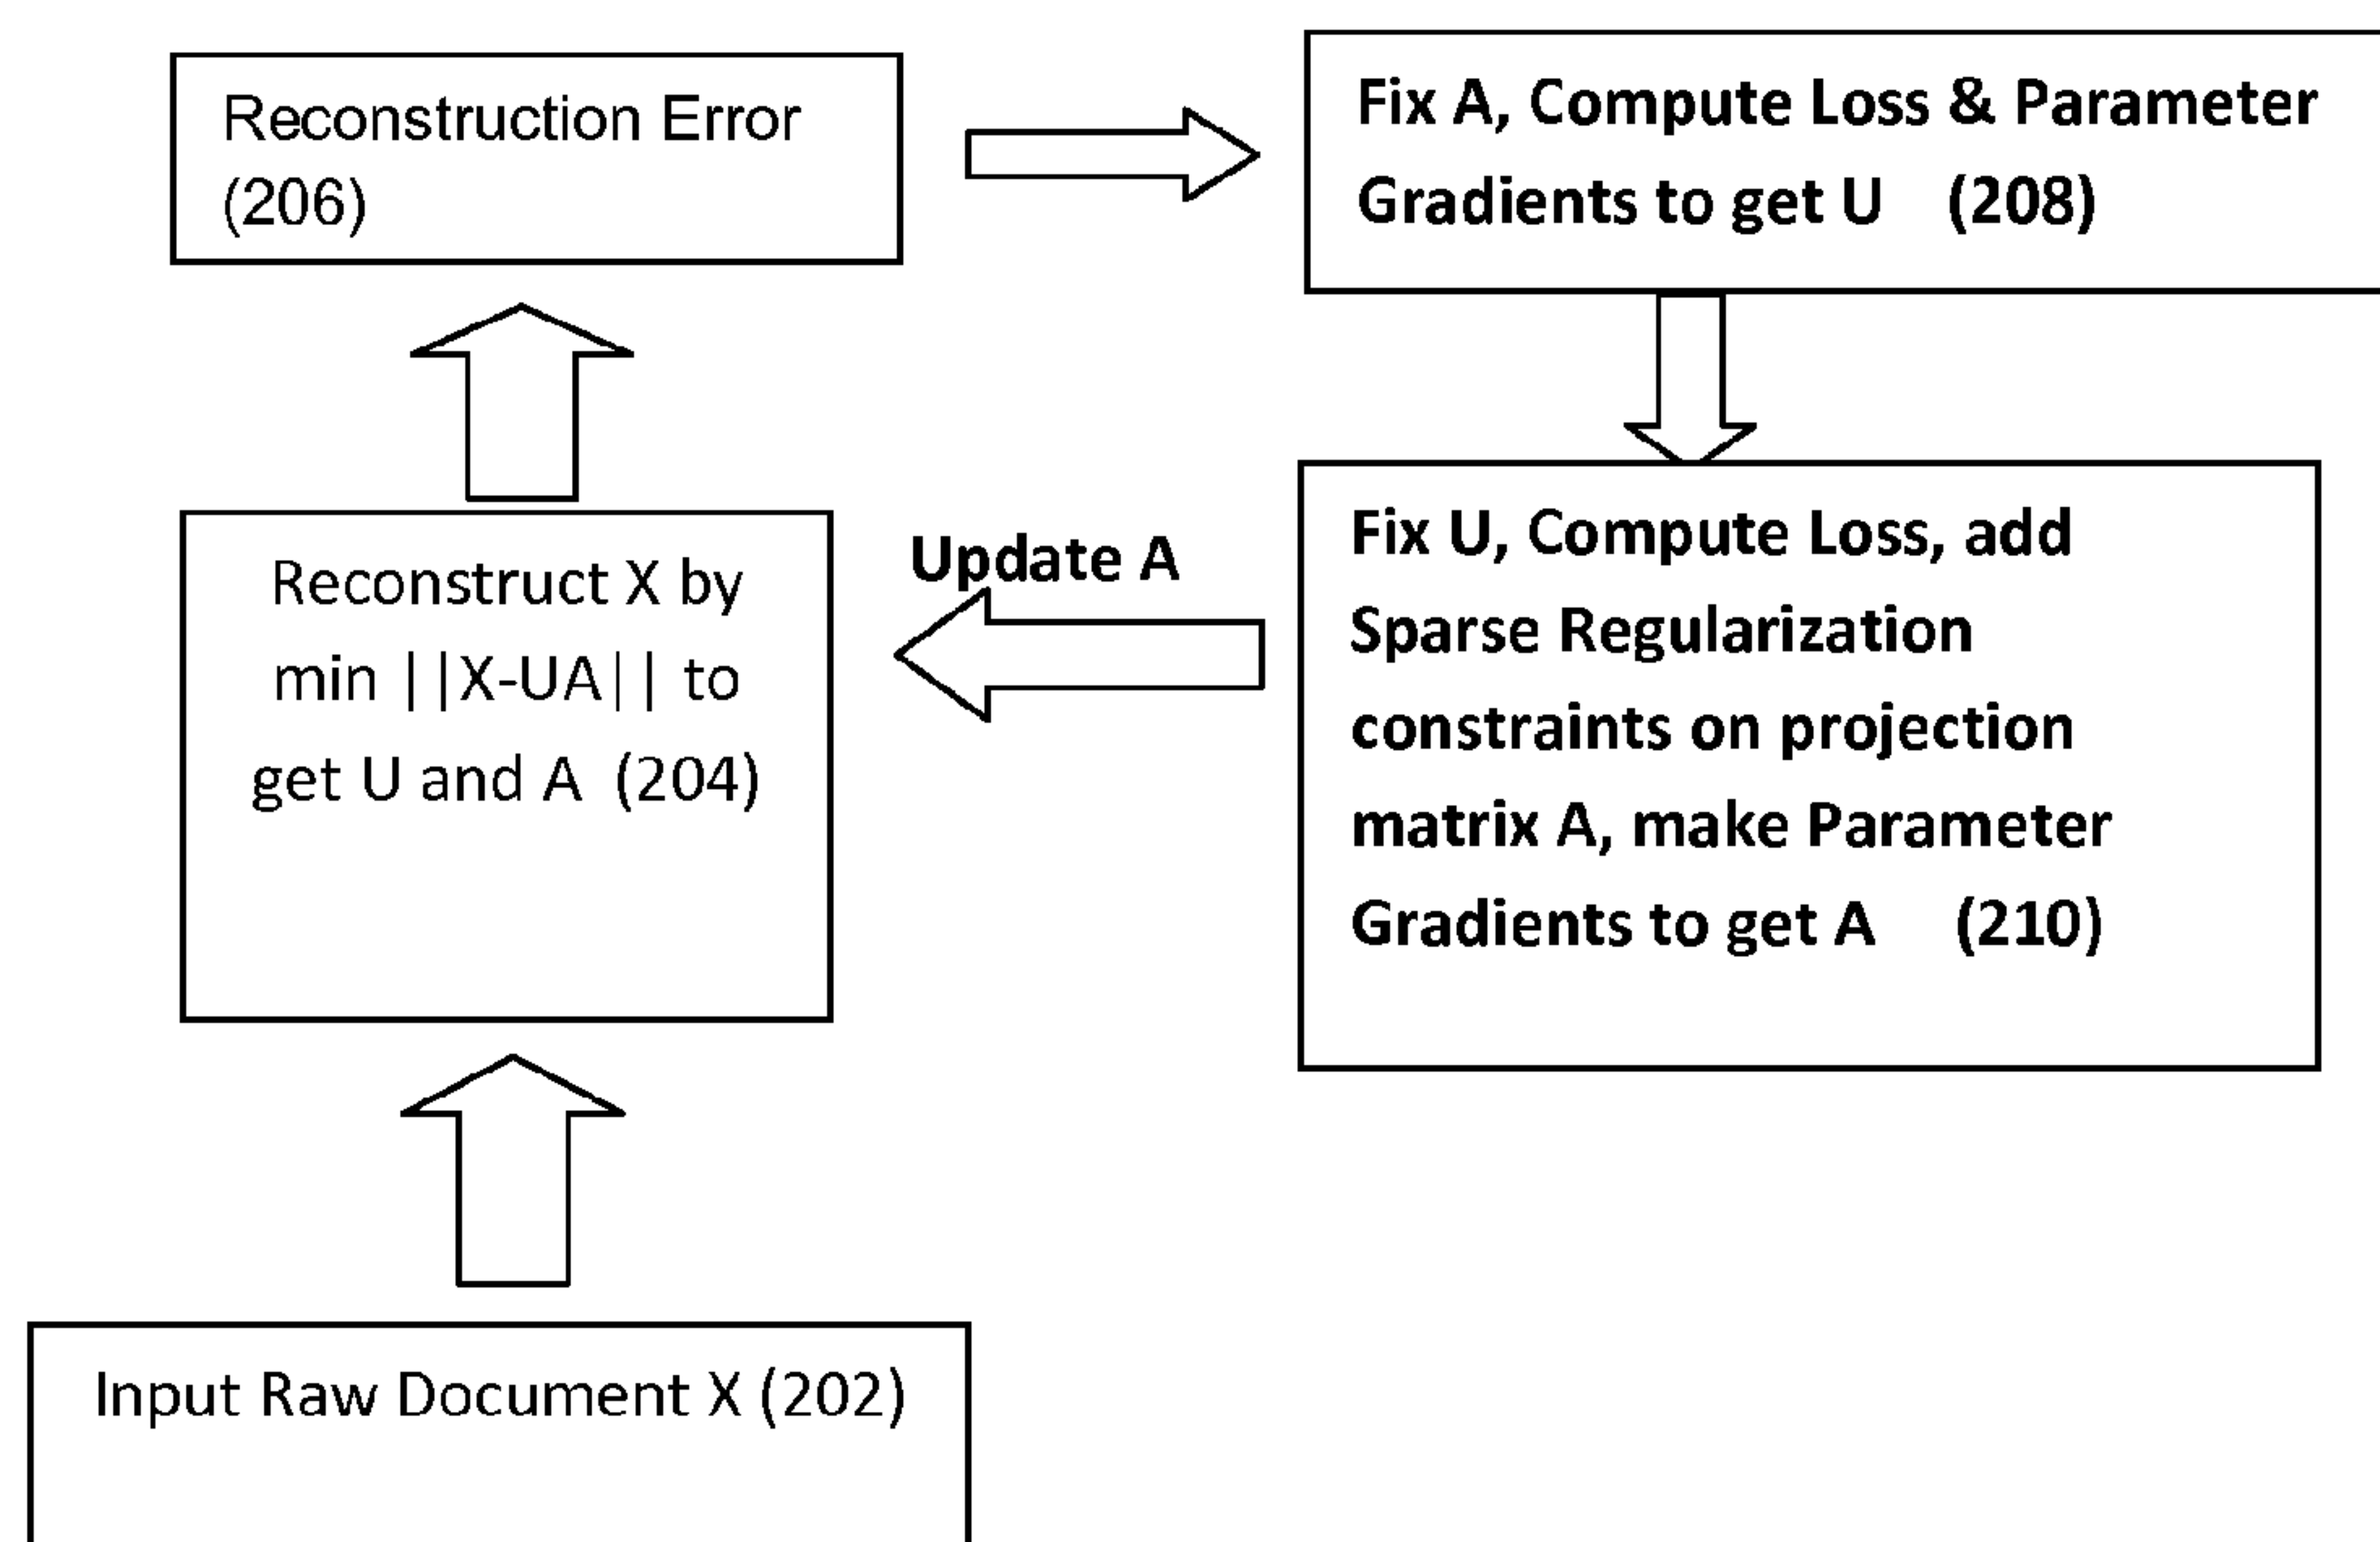 Reconstruction Error
(206)
Fix A, Compute Loss & Parameter
Gradients to get U (208)
Reconstruct X by
min ||X-UA|| to
get U and A (204)
Update A
Fix U, Compute Loss, add
Sparse Regularization
constraints on projection
matrix A, make Parameter
Gradients to get A (210)
Input Raw Document X (202)